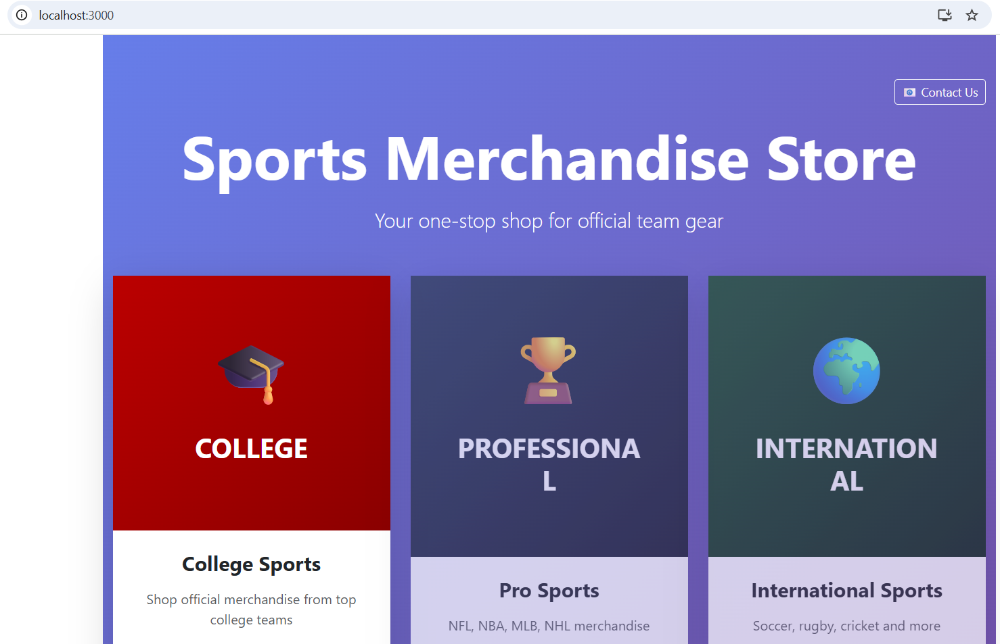 localhost:3000
Contact Us
Sports Merchandise Store
Your one-stop shop for official team gear
COLLEGE
PROFESSIONA
L
INTERNATION
AL
College Sports
Shop official merchandise from top
college teams
Pro Sports
NFL, NBA, MLB, NHL merchandise
International Sports
Soccer, rugby, cricket and more